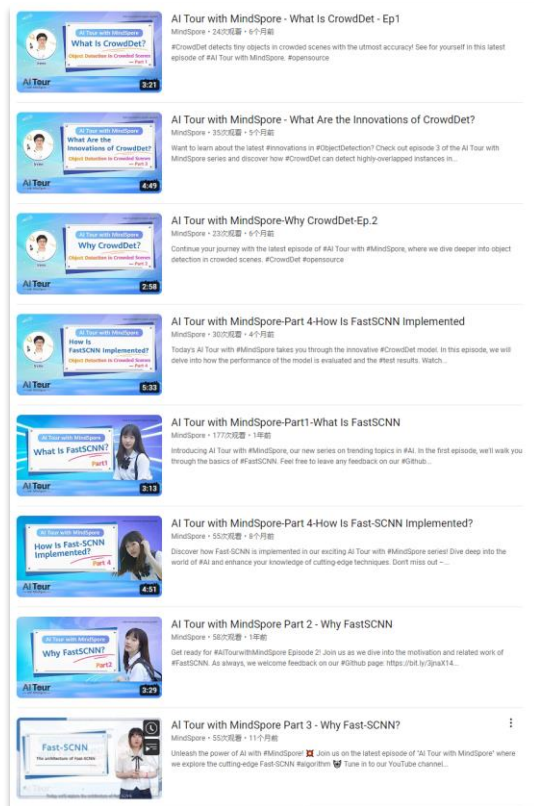 AI Tour with MindSpore - What Is CrowdDet - Ep1
MindSpore • 24次观看 • 6个月前
#CrowdDet detects tiny objects in crowded scenes with the utmost accuracy! See for yourself in this latest
episode of #AI Tour with MindSpore. #opensource
AI Tour with MindSpore
What Is CrowdDet?
Object Detection in Crowded Scenes
— Part 1
AI Tour
3:21
AI Tour with MindSpore - What Are the Innovations of CrowdDet?
MindSpore • 35次观看 • 5个月前
Want to learn about the latest #innovations in #ObjectDetection? Check out episode 3 of the AI Tour with
MindSpore series and discover how #CrowdDet can detect highly-overlapped instances in...
AI Tour with MindSpore
What Are the
Innovations of CrowdDet?
Object Detection in Crowded Scenes
— Part 3
AI Tour
4:49
AI Tour with MindSpore-Why CrowdDet-Ep.2
MindSpore • 23次观看 • 6个月前
Continue your journey with the latest episode of #AI Tour with #MindSpore, where we dive deeper into object
detection in crowded scenes. #CrowdDet #opensource
AI Tour with MindSpore
Why CrowdDet?
Object Detection in Crowded Scenes
AI Tour
2:58
AI Tour with MindSpore-Part 4-How Is FastSCNN Implemented
MindSpore • 30次观看 • 4个月前
Today's AI Tour with #MindSpore takes you through the innovative #CrowdDet model. In this episode, we will
delve into how the performance of the model is evaluated and the #test results. Watch...
AI Tour with MindSpore
How Is
FastSCNN Implemented?
Object Detection in Crowded Scenes
— Part 4
AI Tour
5:33
AI Tour with MindSpore-Part1-What Is FastSCNN
MindSpore • 177次观看 • 1年前
Introducing AI Tour with #MindSpore, our new series on trending topics in #AI. In the first episode, we'll walk you
through the basics of #FastSCNN. Feel free to leave any feedback on our #Github...
AI Tour with MindSpore
What Is FastSCNN?
Part1
AI Tour
3:13
AI Tour with MindSpore-Part 4-How Is Fast-SCNN Implemented?
MindSpore • 55次观看 • 8个月前
Discover how Fast-SCNN is implemented in our exciting AI Tour with #MindSpore series! Dive deep into the
world of #AI and enhance your knowledge of cutting-edge techniques. Don't miss out –...
AI Tour with MindSpore
How Is Fast-SCNN
Implemented?
Part 4
AI Tour
4:51
AI Tour with MindSpore Part 2 - Why FastSCNN
MindSpore • 58次观看 • 1年前
Get ready for #AITourwithMindSpore Episode 2! Join us as we dive into the motivation and related work of
#FastSCNN. As always, we welcome feedback on our #Github page: https://bit.ly/3jnaX14...
AI Tour with MindSpore
Why FastSCNN?
Part2
AI Tour
3:29
AI Tour with MindSpore Part 3 - Why Fast-SCNN?
MindSpore • 55次观看 • 11个月前
Unleash the power of AI with #MindSpore! 💥 Join us on the latest episode of "AI Tour with MindSpore" where
we explore the cutting-edge Fast-SCNN #algorithm 🤯 Tune in to our YouTube channel...
Fast-SCNN
The architecture of Fast-SCNN